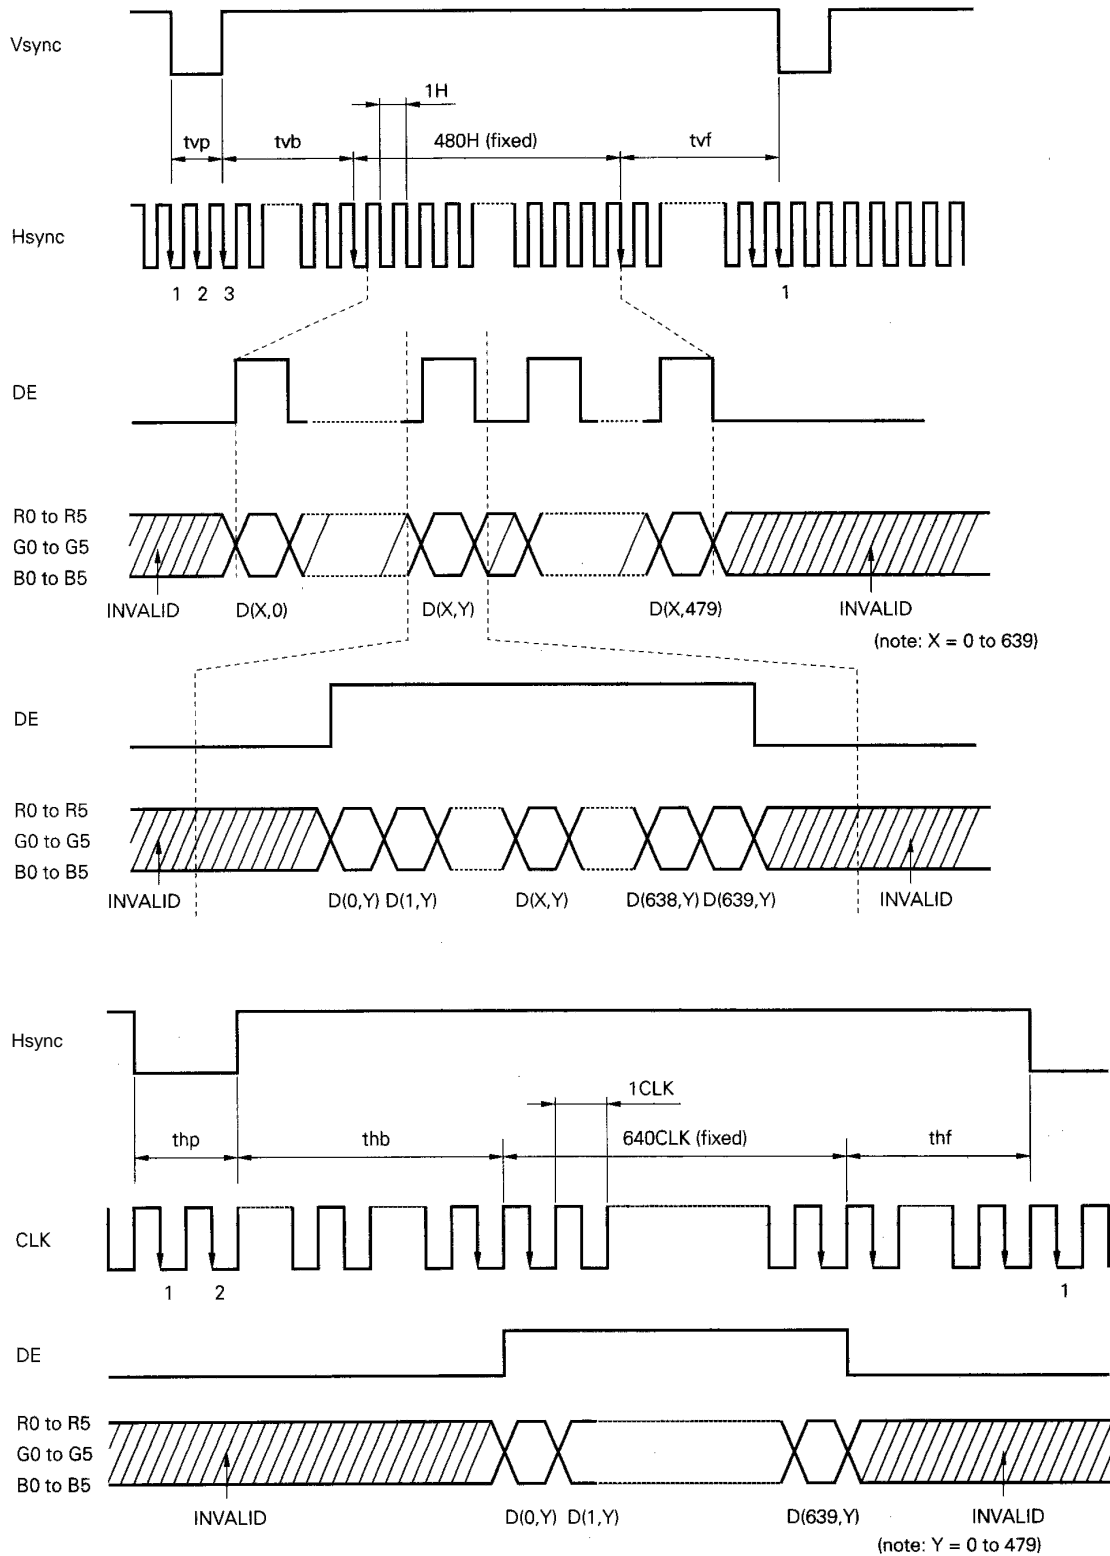 Vsync
1H
tvp
tvb
480H (fixed)
tvf
Hsync
1 2 3
1
DE
R0 to R5
G0 to G5
B0 to B5
INVALID
D(X,0)
D(X,Y)
D(X,479)
INVALID
(note: X = 0 to 639)
DE
R0 to R5
G0 to G5
B0 to B5
INVALID
D(0,Y) D(1,Y)
D(X,Y)
D(638,Y) D(639,Y)
INVALID
Hsync
1CLK
thp
thb
640CLK (fixed)
thf
CLK
1 2
1
DE
R0 to R5
G0 to G5
B0 to B5
INVALID
D(0,Y) D(1,Y)
D(639,Y)
INVALID
(note: Y = 0 to 479)